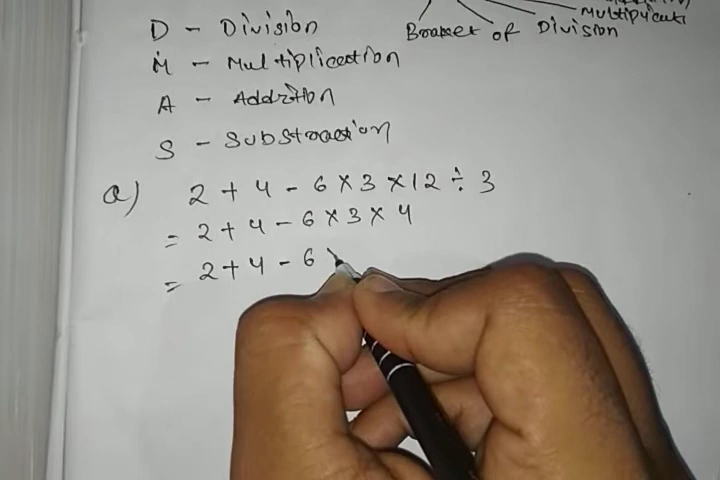 D - Division
Multiplicati
Bracket of Division
M - Multiplication
A - Addition
S - Substraction
a) 2 + 4 - 6 × 3 × 12 ÷ 3
= 2 + 4 - 6 × 3 × 4
= 2 + 4 - 6